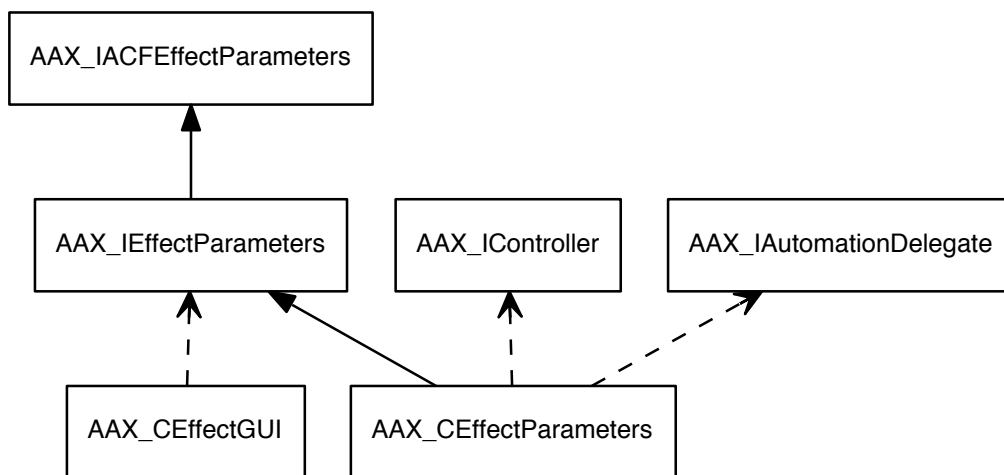 AAX_IACFEffectParameters
AAX_IEffectParameters
AAX_IController
AAX_IAutomationDelegate
AAX_CEffectGUI
AAX_CEffectParameters